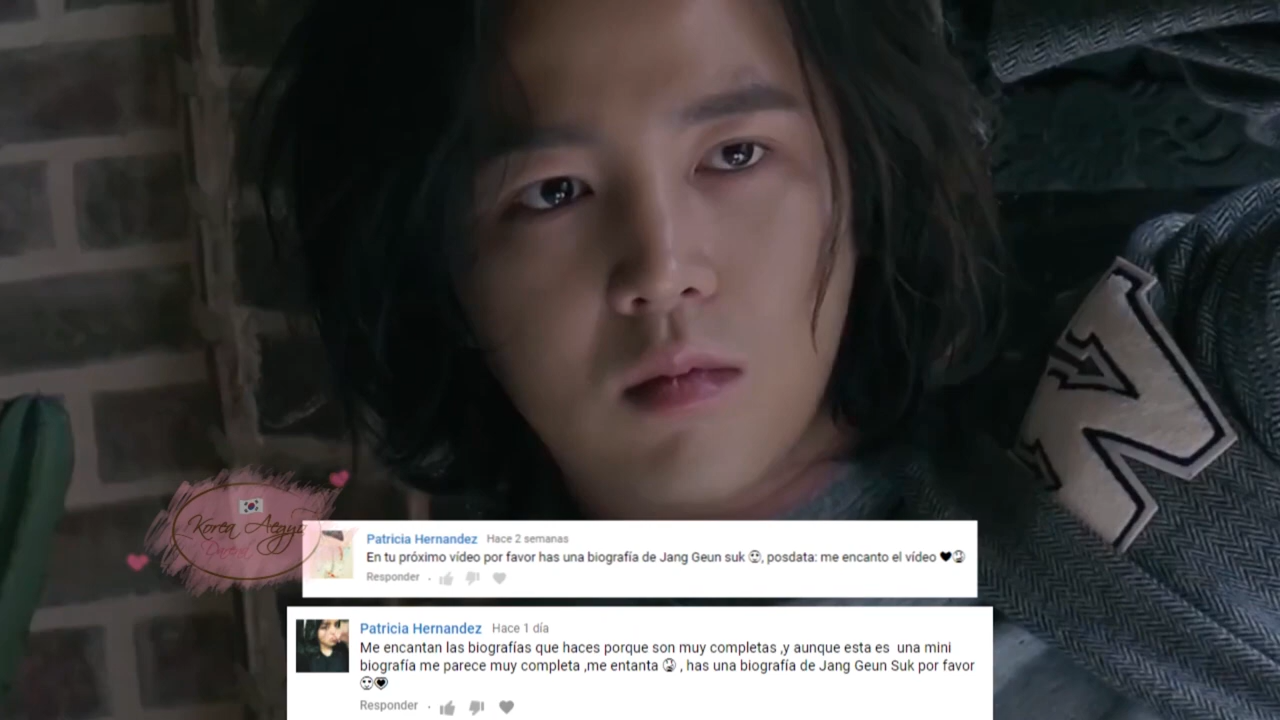 Korea Aegyo
Patricia Hernandez Hace 2 semanas
En tu próximo vídeo por favor has una biografía de Jang Geun suk 😍, posdata: me encanto el vídeo ❤😘
Responder
Patricia Hernandez Hace 1 día
Me encantan las biografías que haces porque son muy completas ,y aunque esta es una mini
biografía me parece muy completa ,me entanta 😘 , has una biografía de Jang Geun Suk por favor
😍💗
Responder
N